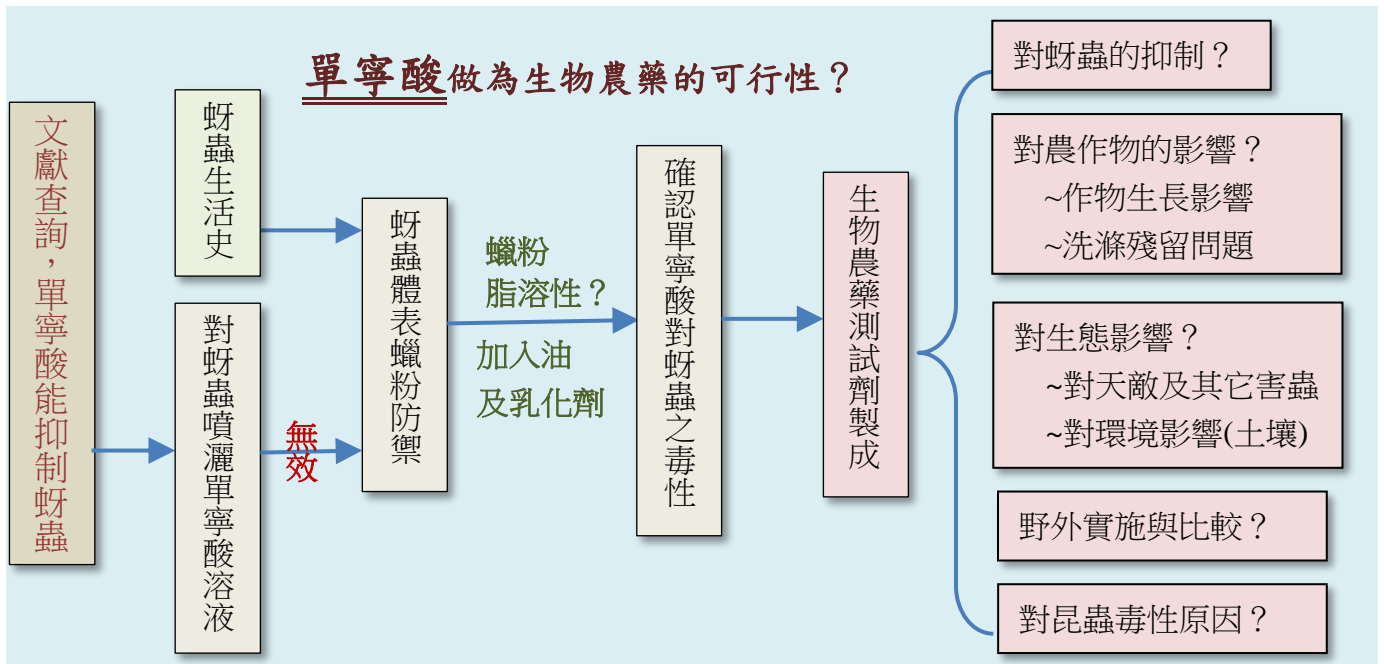 單寧酸做為生物農藥的可行性？
文獻查詢，單寧酸能抑制蚜蟲
蚜蟲生活史
對蚜蟲噴灑單寧酸溶液
無效
蚜蟲體表蠟粉防禦
蠟粉
脂溶性？
加入油
及乳化劑
確認單寧酸對蚜蟲之毒性
生物農藥測試劑製成
對蚜蟲的抑制？
對農作物的影響？
~作物生長影響
~洗滌殘留問題
對生態影響？
~對天敵及其它害蟲
~對環境影響(土壤)
野外實施與比較？
對昆蟲毒性原因？